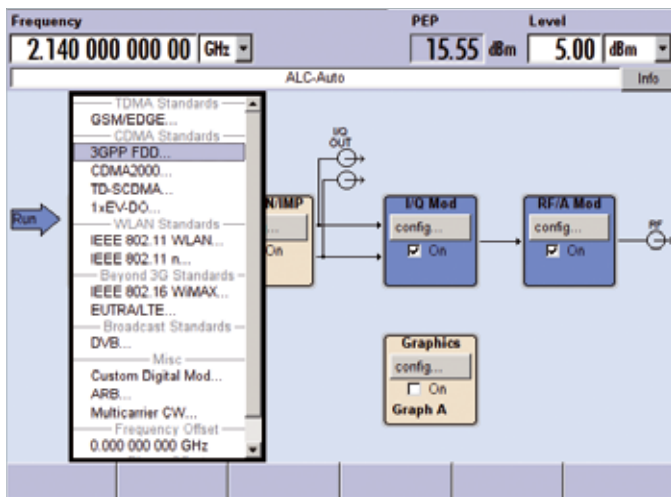 Frequency PEP Level
2.140 000 000 00 GHz 15.55 dBm 5.00 dBm
ALC-Auto Info
TDMA Standards
GSM/EDGE...
CDMA Standards
3GPP FDD...
CDMA2000...
TD-SCDMA...
1xEV-DO...
WLAN Standards
IEEE 802.11 WLAN...
IEEE 802.11 n...
Beyond 3G Standards
IEEE 802.16 WiMAX...
EUTRA/LTE...
Broadcast Standards
DVB...
Misc
Custom Digital Mod...
ARB...
Multicarrier CW...
Frequency Offset
0.000 000 000 GHz
Run
N/IMP
...
On
I/Q
OUT
I/Q Mod
config...
On
RF/A Mod
config...
On
RF
Graphics
config...
On
Graph A